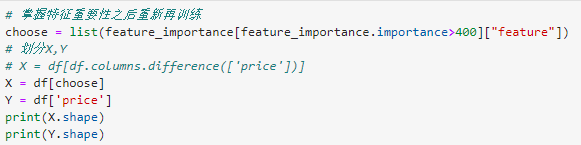 # 掌握特征重要性之后重新再训练
choose = list(feature_importance[feature_importance.importance>400]["feature"])
# 划分X,Y
# X = df[df.columns.difference(['price'])]
X = df[choose]
Y = df['price']
print(X.shape)
print(Y.shape)